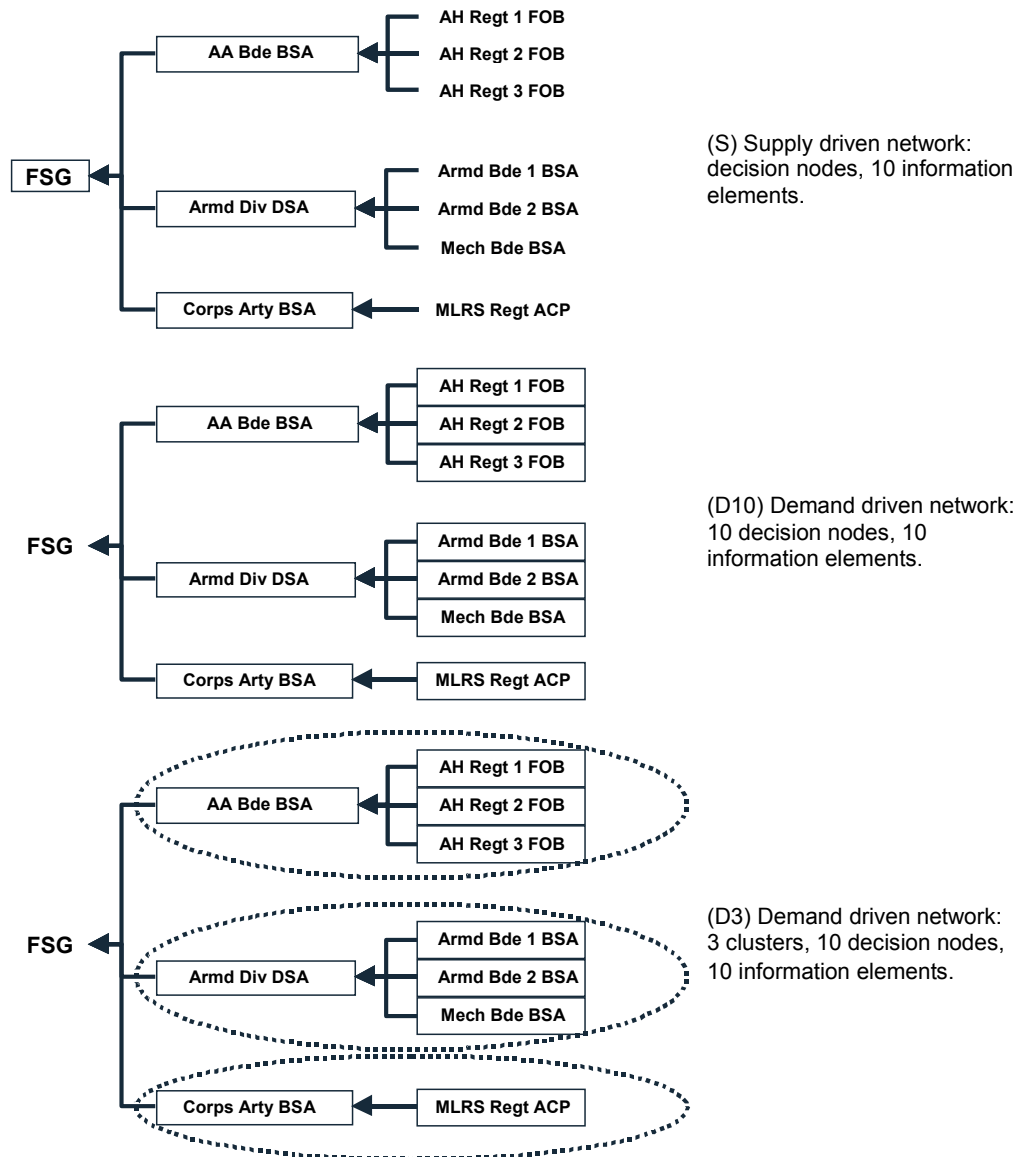 AH Regt 1 FOB
AA Bde BSA
AH Regt 2 FOB
AH Regt 3 FOB
(S) Supply driven network:
decision nodes, 10 information
elements.
FSG
Armd Bde 1 BSA
Armd Div DSA
Armd Bde 2 BSA
Mech Bde BSA
Corps Arty BSA
MLRS Regt ACP
AH Regt 1 FOB
AA Bde BSA
AH Regt 2 FOB
AH Regt 3 FOB
(D10) Demand driven network:
10 decision nodes, 10
information elements.
FSG
Armd Bde 1 BSA
Armd Div DSA
Armd Bde 2 BSA
Mech Bde BSA
Corps Arty BSA
MLRS Regt ACP
AH Regt 1 FOB
AA Bde BSA
AH Regt 2 FOB
AH Regt 3 FOB
(D3) Demand driven network:
3 clusters, 10 decision nodes,
10 information elements.
FSG
Armd Bde 1 BSA
Armd Div DSA
Armd Bde 2 BSA
Mech Bde BSA
Corps Arty BSA
MLRS Regt ACP